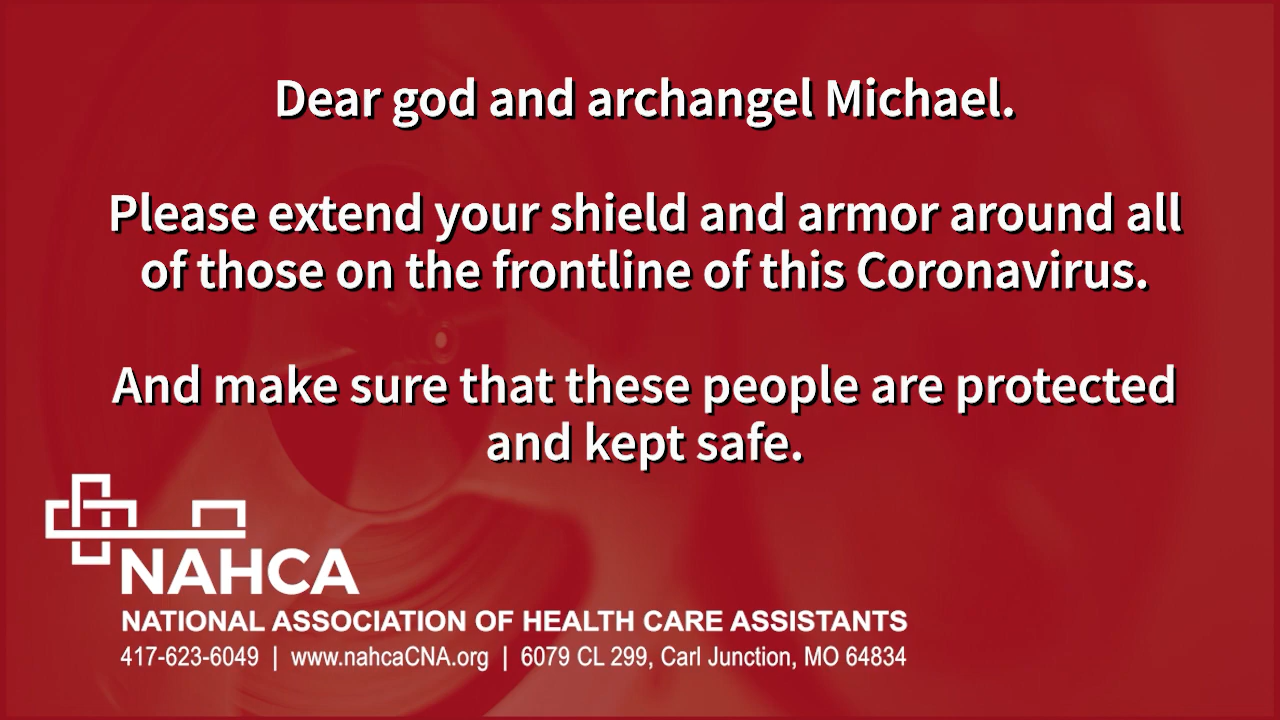 Dear god and archangel Michael.
Please extend your shield and armor around all
of those on the frontline of this Coronavirus.
And make sure that these people are protected
and kept safe.
NAHCA
NATIONAL ASSOCIATION OF HEALTH CARE ASSISTANTS
417-623-6049 | www.nahcaCNA.org | 6079 CL 299, Carl Junction, MO 64834